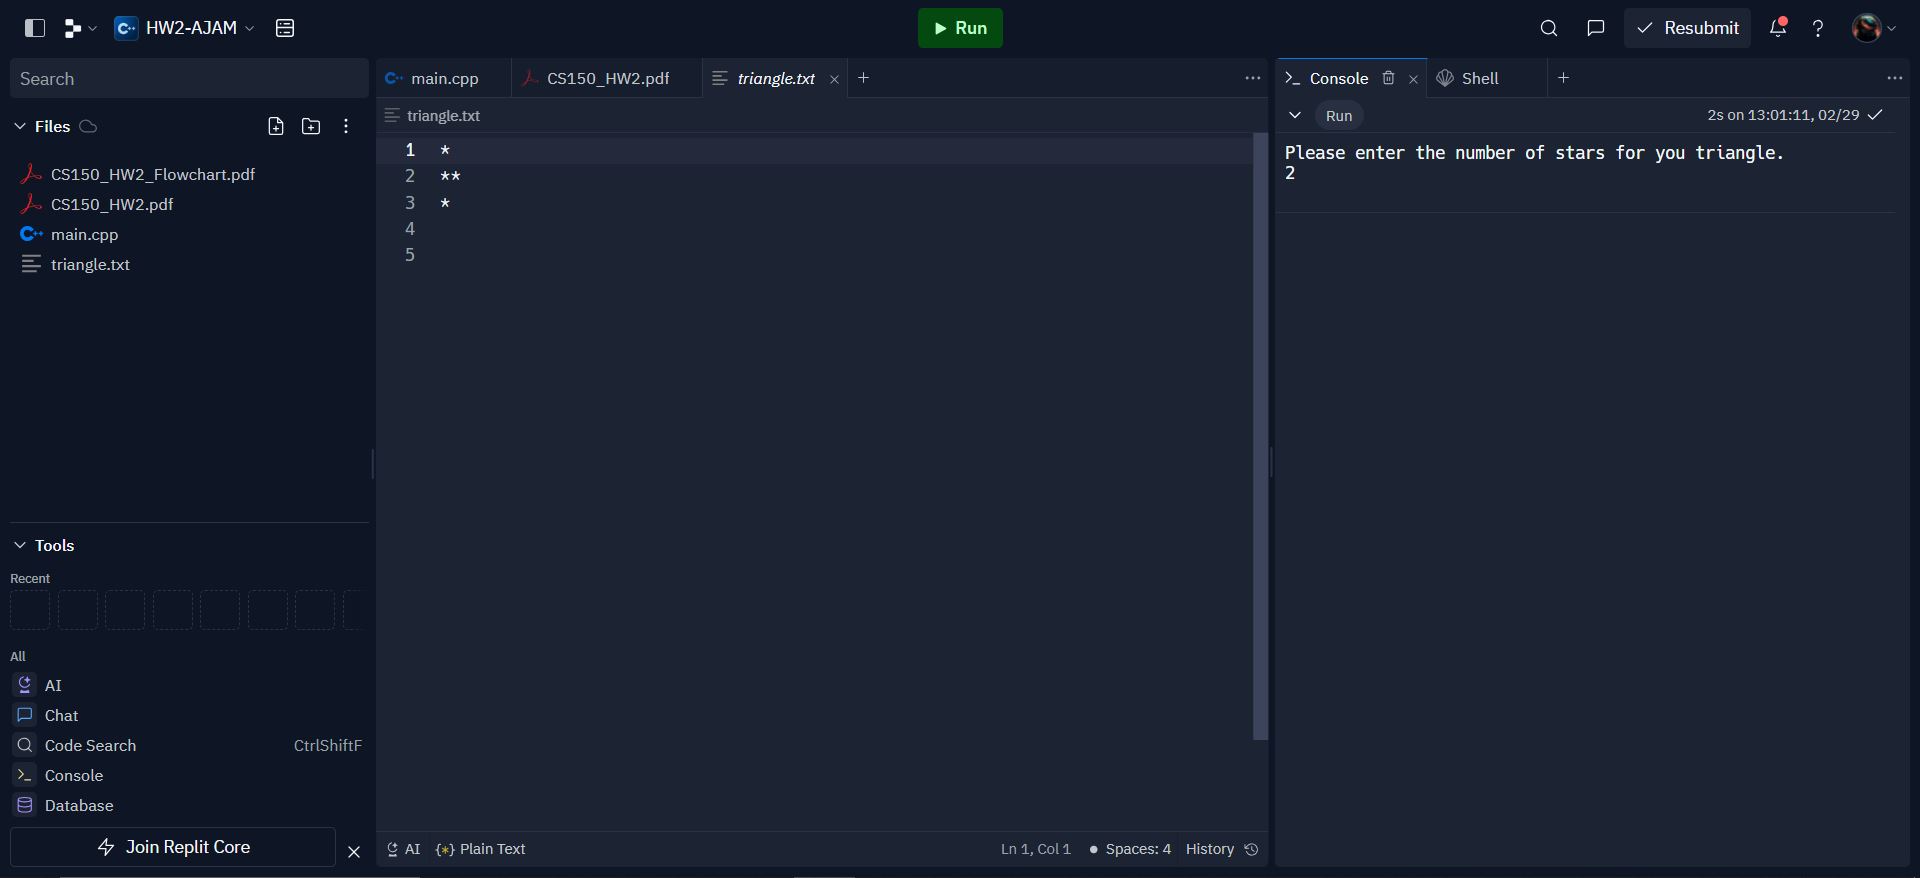 HW2-AJAM
Run
Resubmit
Search
Files
CS150_HW2_Flowchart.pdf
CS150_HW2.pdf
main.cpp
triangle.txt
Tools
Recent
All
AI
Chat
Code Search CtrlShiftF
Console
Database
Join Replit Core
main.cpp CS150_HW2.pdf triangle.txt
triangle.txt
1 *
2 **
3 *
4
5
AI {*} Plain Text Ln 1, Col 1 Spaces: 4 History
Console Shell
Run 2s on 13:01:11, 02/29
Please enter the number of stars for you triangle.
2